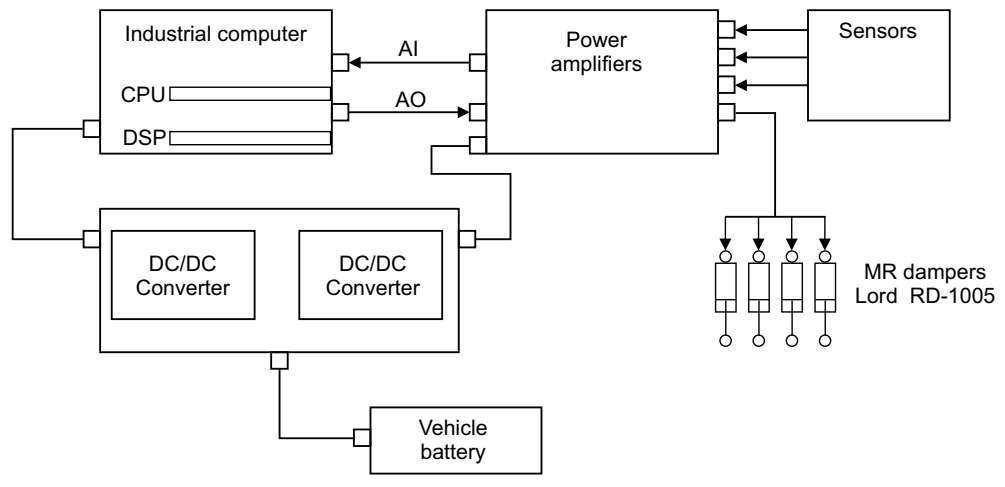 Industrial computer
CPU
DSP
AI
AO
Power
amplifiers
Sensors
DC/DC
Converter
DC/DC
Converter
MR dampers
Lord RD-1005
Vehicle
battery